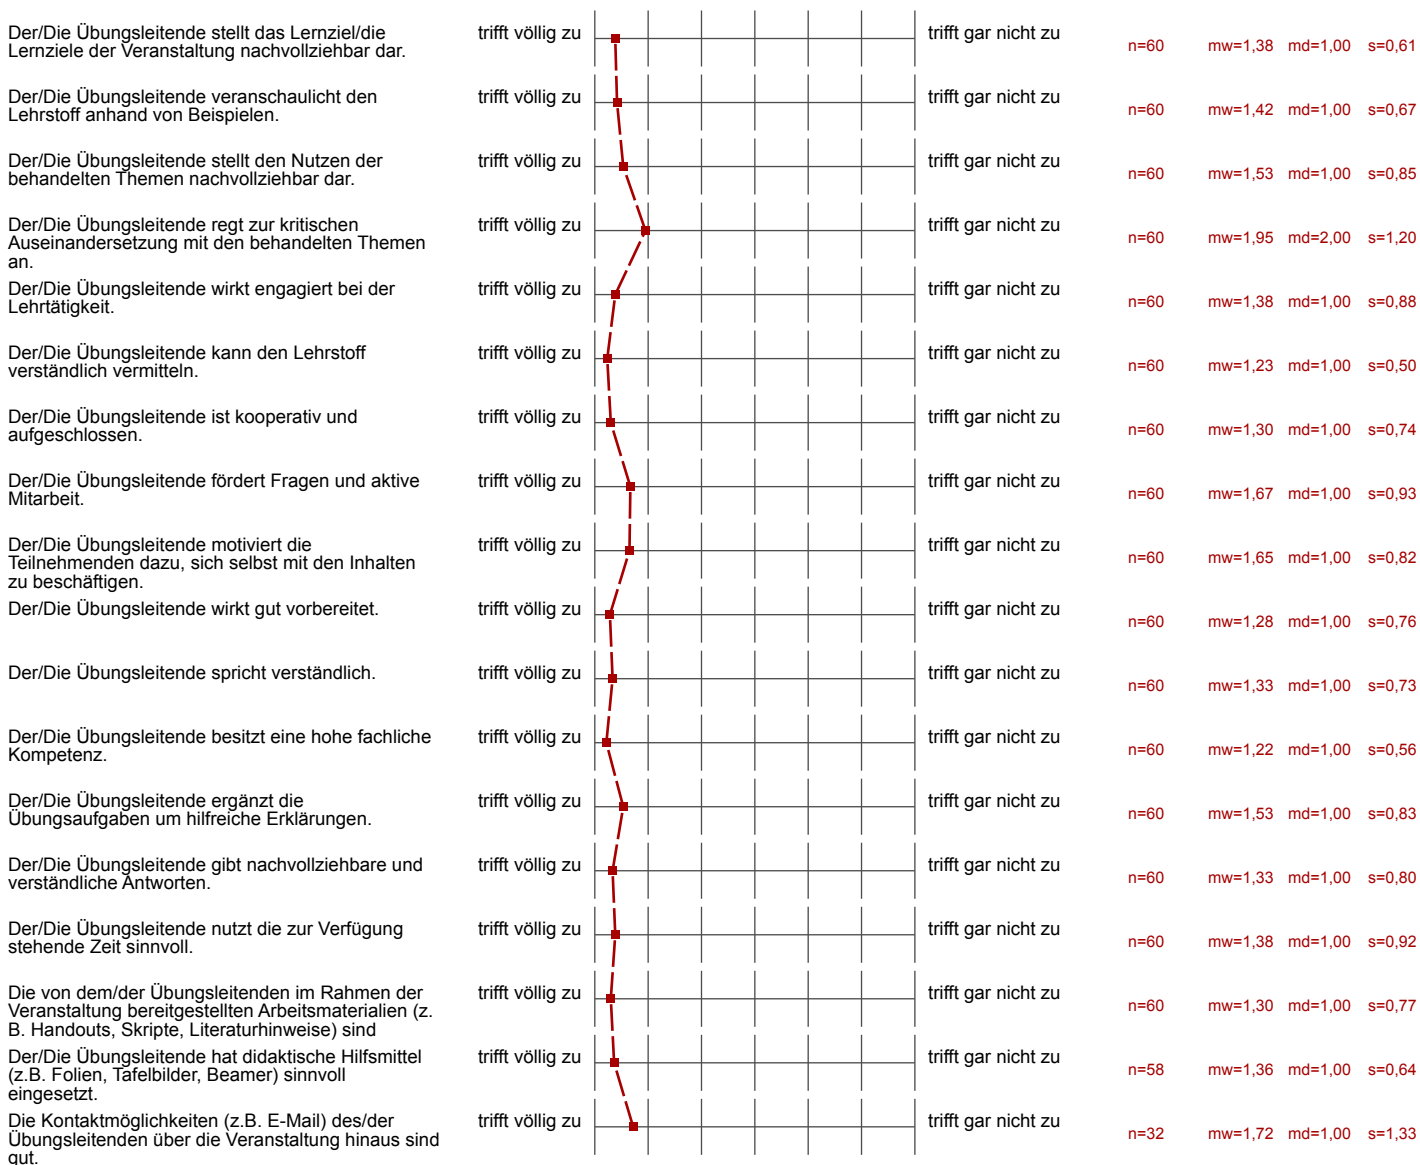 Der/Die Übungsleitende stellt das Lernziel/die
Lernziele der Veranstaltung nachvollziehbar dar.
trifft völlig zu
trifft gar nicht zu
n=60 mw=1,38 md=1,00 s=0,61
Der/Die Übungsleitende veranschaulicht den
Lehrstoff anhand von Beispielen.
trifft völlig zu
trifft gar nicht zu
n=60 mw=1,42 md=1,00 s=0,67
Der/Die Übungsleitende stellt den Nutzen der
behandelten Themen nachvollziehbar dar.
trifft völlig zu
trifft gar nicht zu
n=60 mw=1,53 md=1,00 s=0,85
Der/Die Übungsleitende regt zur kritischen
Auseinandersetzung mit den behandelten Themen
an.
trifft völlig zu
trifft gar nicht zu
n=60 mw=1,95 md=2,00 s=1,20
Der/Die Übungsleitende wirkt engagiert bei der
Lehrtätigkeit.
trifft völlig zu
trifft gar nicht zu
n=60 mw=1,38 md=1,00 s=0,88
Der/Die Übungsleitende kann den Lehrstoff
verständlich vermitteln.
trifft völlig zu
trifft gar nicht zu
n=60 mw=1,23 md=1,00 s=0,50
Der/Die Übungsleitende ist kooperativ und
aufgeschlossen.
trifft völlig zu
trifft gar nicht zu
n=60 mw=1,30 md=1,00 s=0,74
Der/Die Übungsleitende fördert Fragen und aktive
Mitarbeit.
trifft völlig zu
trifft gar nicht zu
n=60 mw=1,67 md=1,00 s=0,93
Der/Die Übungsleitende motiviert die
Teilnehmenden dazu, sich selbst mit den Inhalten
zu beschäftigen.
trifft völlig zu
trifft gar nicht zu
n=60 mw=1,65 md=1,00 s=0,82
Der/Die Übungsleitende wirkt gut vorbereitet.
trifft völlig zu
trifft gar nicht zu
n=60 mw=1,28 md=1,00 s=0,76
Der/Die Übungsleitende spricht verständlich.
trifft völlig zu
trifft gar nicht zu
n=60 mw=1,33 md=1,00 s=0,73
Der/Die Übungsleitende besitzt eine hohe fachliche
Kompetenz.
trifft völlig zu
trifft gar nicht zu
n=60 mw=1,22 md=1,00 s=0,56
Der/Die Übungsleitende ergänzt die
Übungsaufgaben um hilfreiche Erklärungen.
trifft völlig zu
trifft gar nicht zu
n=60 mw=1,53 md=1,00 s=0,83
Der/Die Übungsleitende gibt nachvollziehbare und
verständliche Antworten.
trifft völlig zu
trifft gar nicht zu
n=60 mw=1,33 md=1,00 s=0,80
Der/Die Übungsleitende nutzt die zur Verfügung
stehende Zeit sinnvoll.
trifft völlig zu
trifft gar nicht zu
n=60 mw=1,38 md=1,00 s=0,92
Die von dem/der Übungsleitenden im Rahmen der
Veranstaltung bereitgestellten Arbeitsmaterialien (z.
B. Handouts, Skripte, Literaturhinweise) sind
trifft völlig zu
trifft gar nicht zu
n=60 mw=1,30 md=1,00 s=0,77
Der/Die Übungsleitende hat didaktische Hilfsmittel
(z.B. Folien, Tafelbilder, Beamer) sinnvoll
eingesetzt.
trifft völlig zu
trifft gar nicht zu
n=58 mw=1,36 md=1,00 s=0,64
Die Kontaktmöglichkeiten (z.B. E-Mail) des/der
Übungsleitenden über die Veranstaltung hinaus sind
gut.
trifft völlig zu
trifft gar nicht zu
n=32 mw=1,72 md=1,00 s=1,33